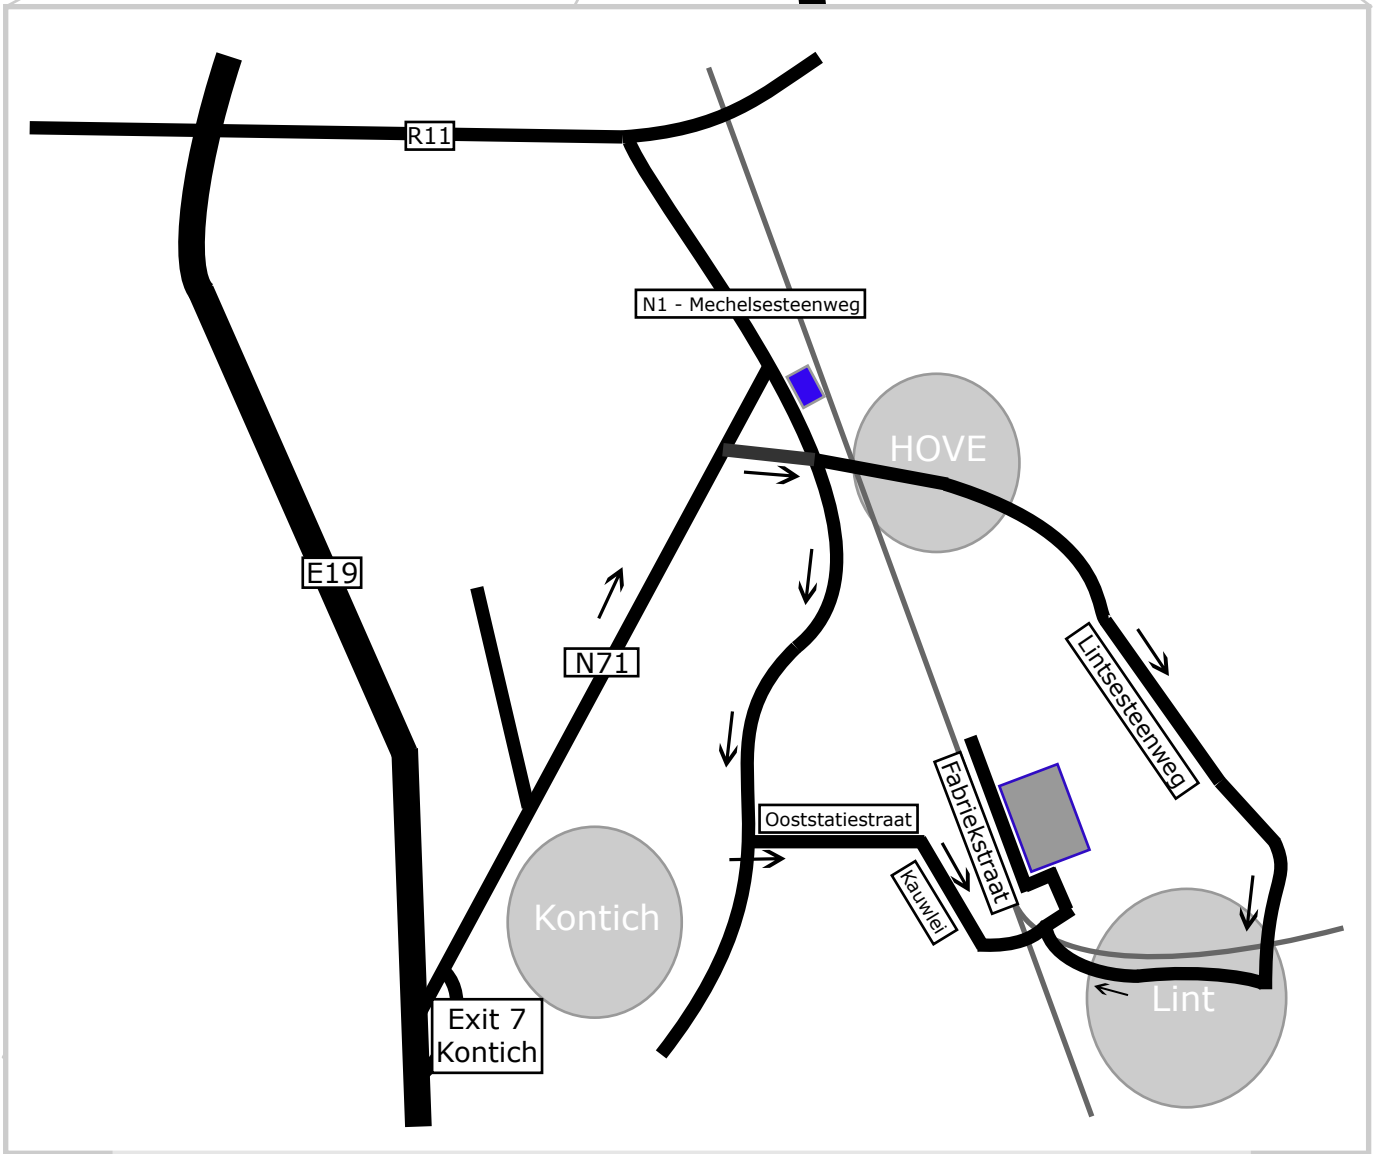 R11
N1 - Mechelsesteenweg
HOVE
E19
N71
Lintsesteenweg
Fabriekstraat
Ooststatiestraat
Kauwlei
Kontich
Lint
Exit 7
Kontich